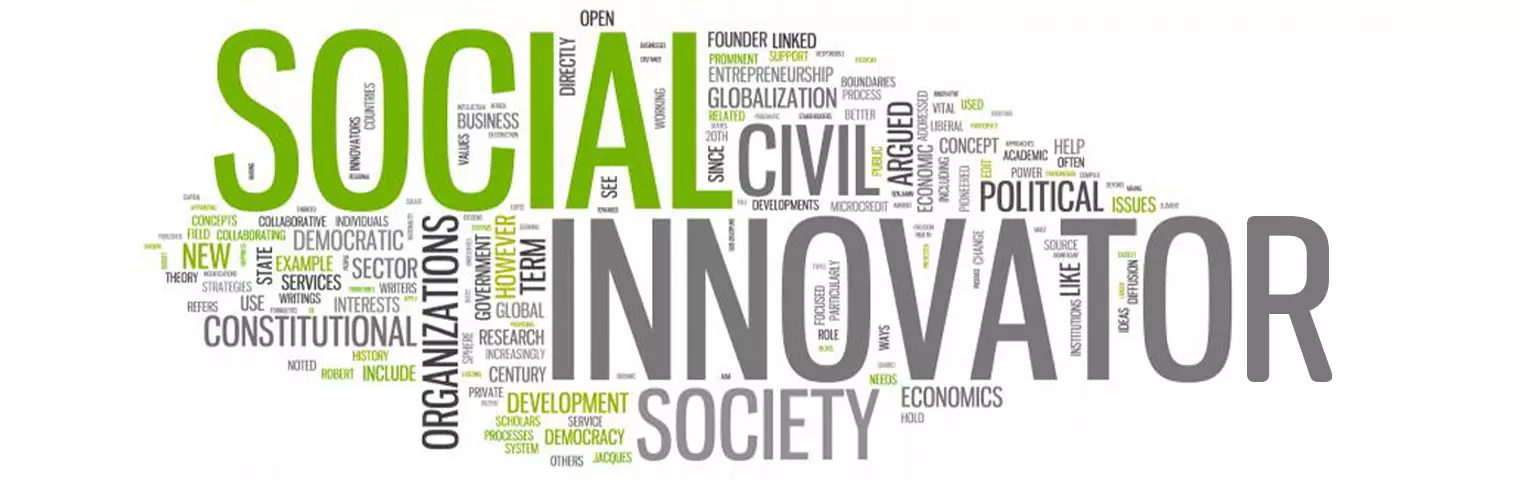 OPEN
SOCIAL
DIRECTLY
FOUNDER
LINKED
PROMINENT
SUPPORT
ENTREPRENEURSHIP
BOUNDARIES
GLOBALIZATION
PROCESS
COUNTRIES
INNOVATORS
BUSINESS
VALUES
WORKING
RELATED
BETTER
20TH
SINCE
CIVIL
PUBLIC
ARGUED
ADDRESSED
ECONOMIC
VITAL
USED
LIBERAL
CONCEPT
HELP
ACADEMIC
OFTEN
INCLUDING
PIONEERED
EDIT
POWER
POLITICAL
ISSUES
SEE
DEVELOPMENTS
MICROCREDIT
CONCEPTS
COLLABORATIVE
INDIVIDUALS
FIELD
COLLABORATING
DEMOCRATIC
NEW
STATE
EXAMPLE
SECTOR
THEORY
SERVICES
STRATEGIES
WRITERS
REFERS
USE
WRITINGS
INTERESTS
CONSTITUTIONAL
HISTORY
NOTED
ROBERT
INCLUDE
ORGANIZATIONS
GOVERNMENT
HOWEVER
TERM
GLOBAL
RESEARCH
SPHERE
INCREASINGLY
CENTURY
INNOVATOR
FOCUSED
PARTICULARLY
ROLE
WAYS
CHANGE
SOURCE
LIKE
INSTITUTIONS
DIFFUSION
IDEAS
PRIVATE
DEVELOPMENT
SCHOLARS
SERVICE
PROCESSES
DEMOCRACY
SYSTEM
OTHERS
JACQUES
SOCIETY
NEEDS
ECONOMICS
HOLD